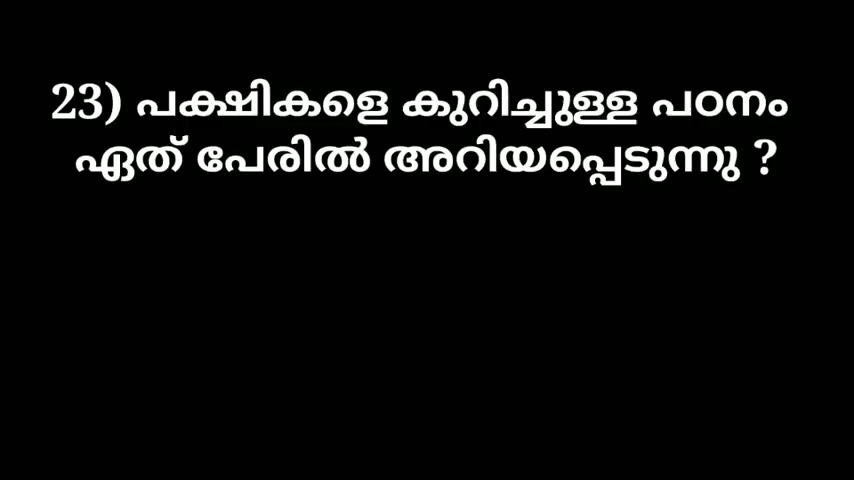 23) പക്ഷികളെ കുറിച്ചുള്ള പഠനം
ഏത് പേരിൽ അറിയപ്പെടുന്നു ?